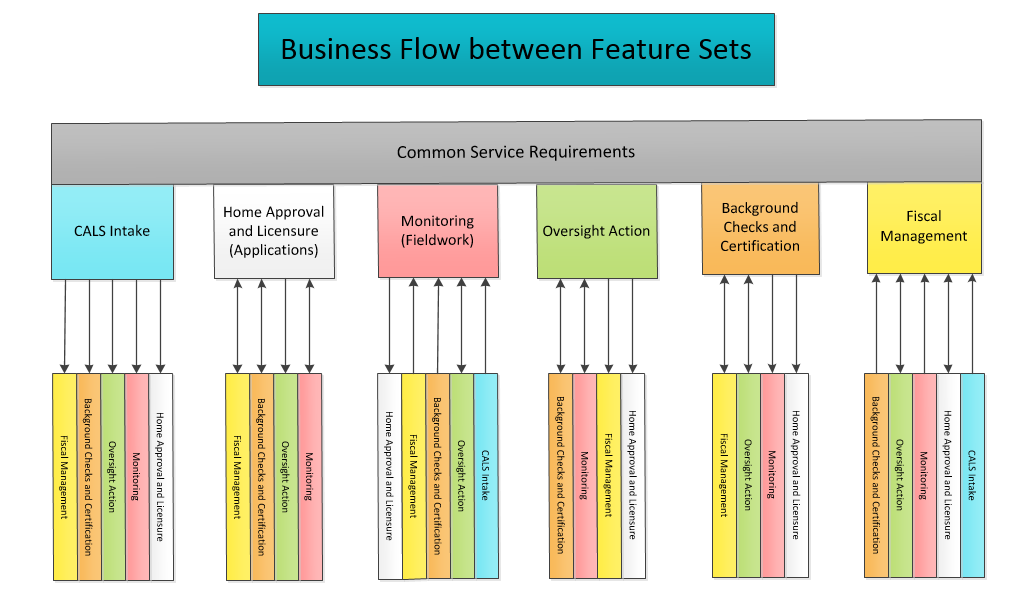 Business Flow between Feature Sets
Common Service Requirements
CALS Intake
Home Approval
and Licensure
(Applications)
Monitoring
(Fieldwork)
Oversight Action
Background
Checks and
Certification
Fiscal
Management
Fiscal Management
Background Checks and Certification
Oversight Action
Monitoring
Home Approval and Licensure
Fiscal Management
Background Checks and Certification
Oversight Action
Monitoring
Home Approval and Licensure
Fiscal Management
Background Checks and Certification
Oversight Action
CALS Intake
Background Checks and Certification
Monitoring
Fiscal Management
Home Approval and Licensure
Fiscal Management
Oversight Action
Monitoring
Home Approval and Licensure
Background Checks and Certification
Oversight Action
Monitoring
Home Approval and Licensure
CALS Intake